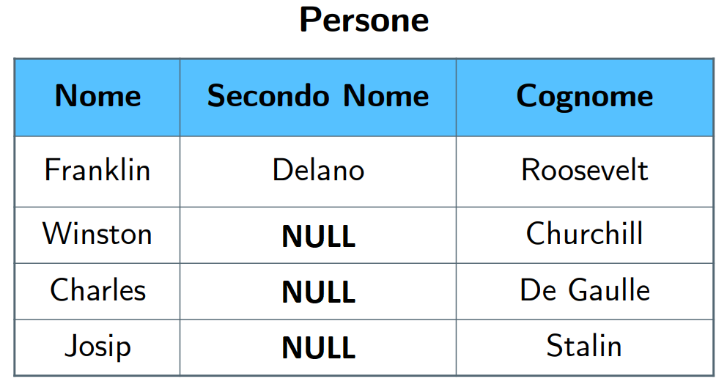 Persone
Nome Secondo Nome Cognome
Franklin Delano Roosevelt
Winston NULL Churchill
Charles NULL De Gaulle
Josip NULL Stalin